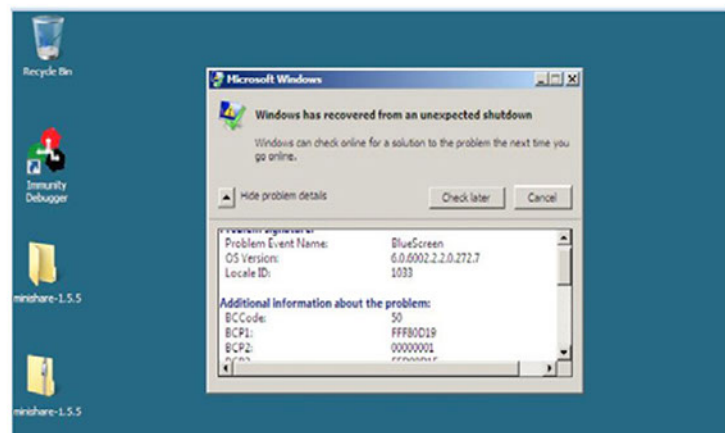 Recycle Bin
Immunity
Debugger
minishare-1.5.5
minishare-1.5.5
Microsoft Windows
Windows has recovered from an unexpected shutdown
Windows can check online for a solution to the problem the next time you
go online.
Hide problem details
Check later
Cancel
Problem signature:
Problem Event Name: BlueScreen
OS Version: 6.0.6002.2.2.0.272.7
Locale ID: 1033
Additional information about the problem:
BCCode: 50
BCP1: FFF80D19
BCP2: 00000001